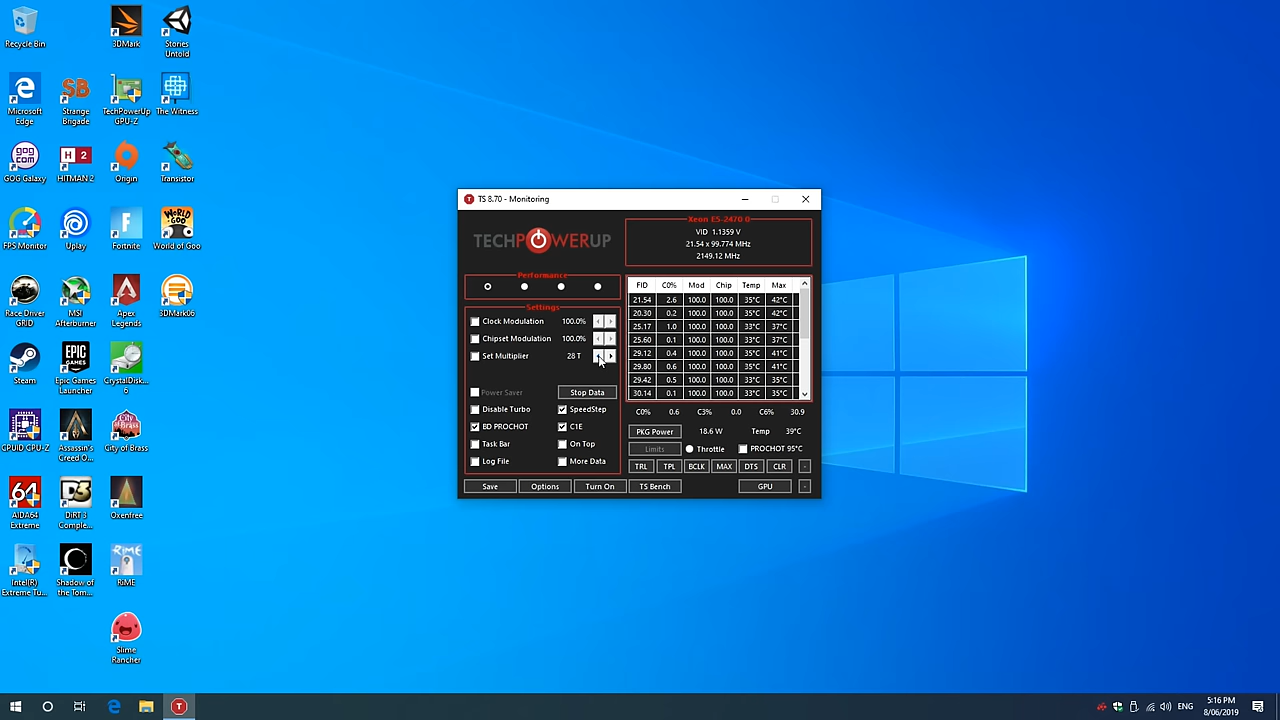 Recycle Bin
3DMark
Stories
Untold
Microsoft
Edge
Strange
Brigade
TechPowerUp
GPU-Z
The Witness
GOG Galaxy
HITMAN 2
Origin
Transistor
FPS Monitor
Uplay
Fortnite
World of Goo
Race Driver
GRID
MSI
Afterburner
Apex
Legends
3DMark06
Steam
Epic Games
Launcher
CrystalDisk...
6
CPUID CPU-Z
Assassin's
Creed O...
City of Brass
AIDA64
Extreme
DiRT 3
Comple...
Oxenfree
Intel(R)
Extreme Tu...
Shadow of
the Tom...
RiME
Slime
Rancher
TS 8.70 - Monitoring
TECHPOWERUP
Xeon E5-2470 0
VID 1.1359 V
21.54 x 99.774 MHz
2149.12 MHz
Performance
Settings
Clock Modulation 100.0%
Chipset Modulation 100.0%
Set Multiplier 28 T
Power Saver Stop Data
Disable Turbo SpeedStep
BD PROCHOT C1E
Task Bar On Top
Log File More Data
FID C0% Mod Chip Temp Max
21.54 2.6 100.0 100.0 35°C 42°C
20.30 0.2 100.0 100.0 35°C 42°C
25.17 1.0 100.0 100.0 33°C 37°C
25.60 0.1 100.0 100.0 33°C 37°C
29.12 0.4 100.0 100.0 35°C 41°C
29.80 0.6 100.0 100.0 35°C 41°C
29.42 0.5 100.0 100.0 33°C 35°C
30.14 0.1 100.0 100.0 33°C 35°C
C0% 0.6 C3% 0.0 C6% 30.9
PKG Power 18.6 W Temp 39°C
Limits Throttle PROCHOT 95°C
TRL TPL BCLK MAX DTS CLR -
Save Options Turn On TS Bench GPU -
ENG
5:16 PM
8/06/2019